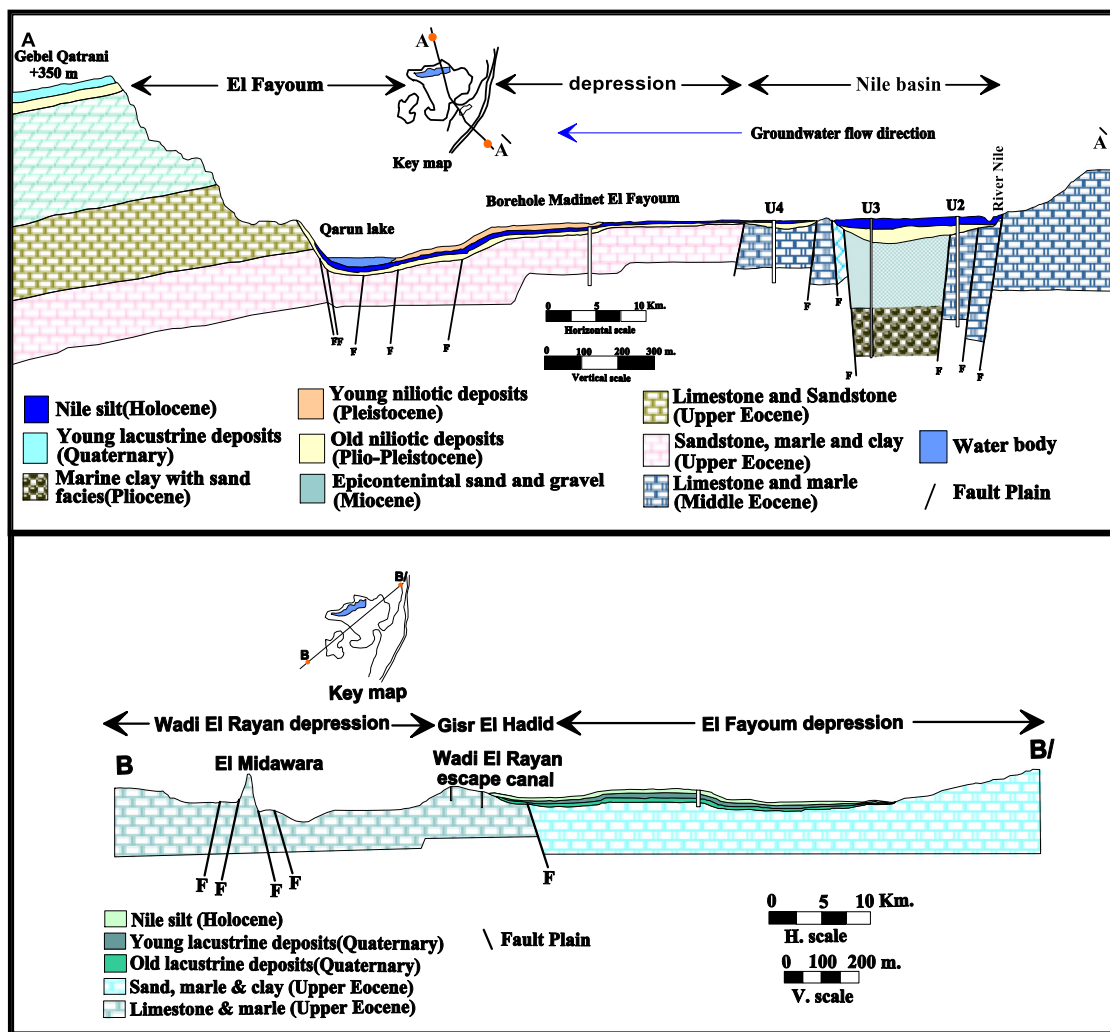 A
Gebel Qatrani
+350 m
El Fayoum
A
A\
Key map
depression
Nile basin
Groundwater flow direction
A\
River Nile
Borehole Madinet El Fayoum
U4
U3
U2
Qarun lake
FF
F
F
F
F
F
F
F
F
F
0 5 10 Km.
Horizontal scale
0 100 200 300 m.
Vertical scale
Nile silt(Holocene)
Young lacustrine deposits
(Quaternary)
Marine clay with sand
facies(Pliocene)
Young niliotic deposits
(Pleistocene)
Old niliotic deposits
(Plio-Pleistocene)
Epicontenintal sand and gravel
(Miocene)
Limestone and Sandstone
(Upper Eocene)
Sandstone, marle and clay
(Upper Eocene)
Limestone and marle
(Middle Eocene)
Water body
Fault Plain
B/
B
Key map
Wadi El Rayan depression
Gisr El Hadid
El Fayoum depression
B
El Midawara
Wadi El Rayan
escape canal
B/
F
F
F
F
F
Nile silt (Holocene)
Young lacustrine deposits(Quaternary)
Old lacustrine deposits(Quaternary)
Sand, marle & clay (Upper Eocene)
Limestone & marle (Upper Eocene)
Fault Plain
0 5 10 Km.
H. scale
0 100 200 m.
V. scale